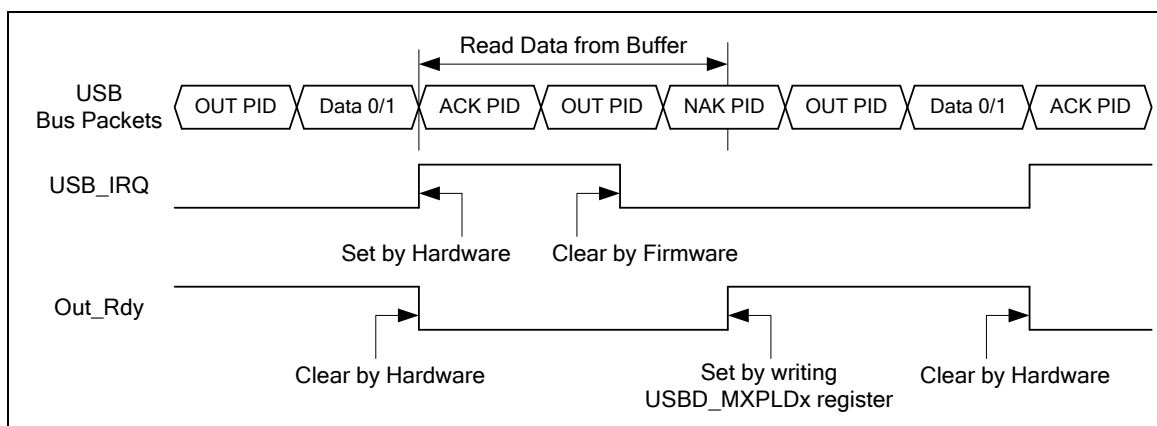 Read Data from Buffer
USB
Bus Packets
OUT PID
Data 0/1
ACK PID
OUT PID
NAK PID
OUT PID
Data 0/1
ACK PID
USB_IRQ
Set by Hardware
Clear by Firmware
Out_Rdy
Clear by Hardware
Set by writing
USBD_MXPLDx register
Clear by Hardware